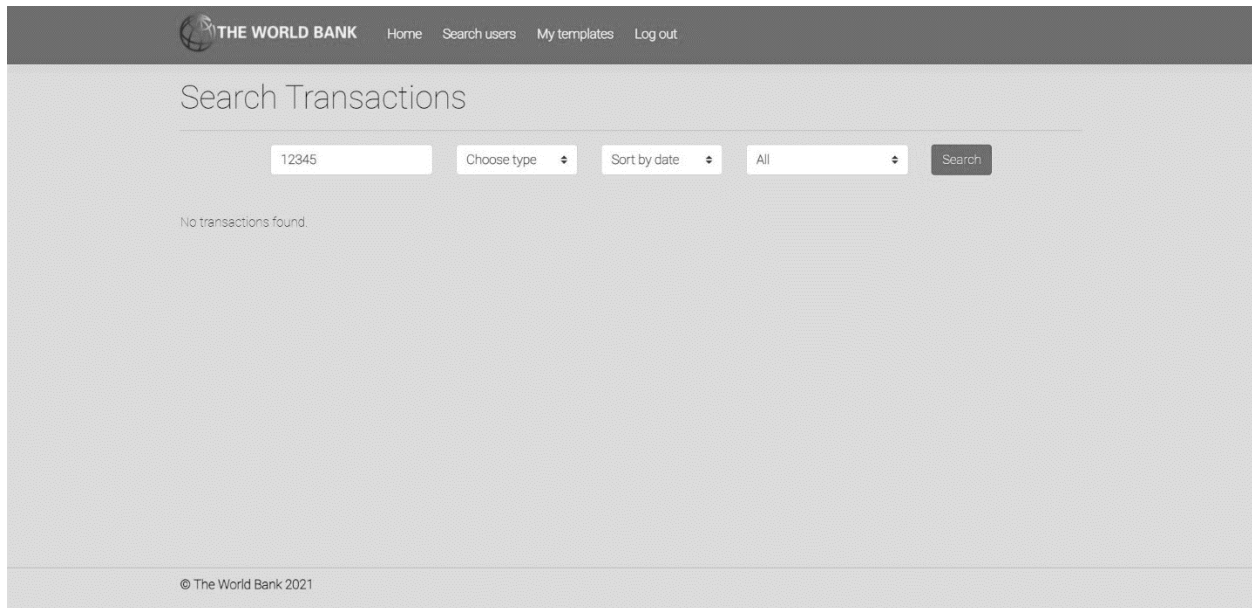 THE WORLD BANK Home Search users My templates Log out
Search Transactions
12345 Choose type Sort by date All Search
No transactions found.
© The World Bank 2021